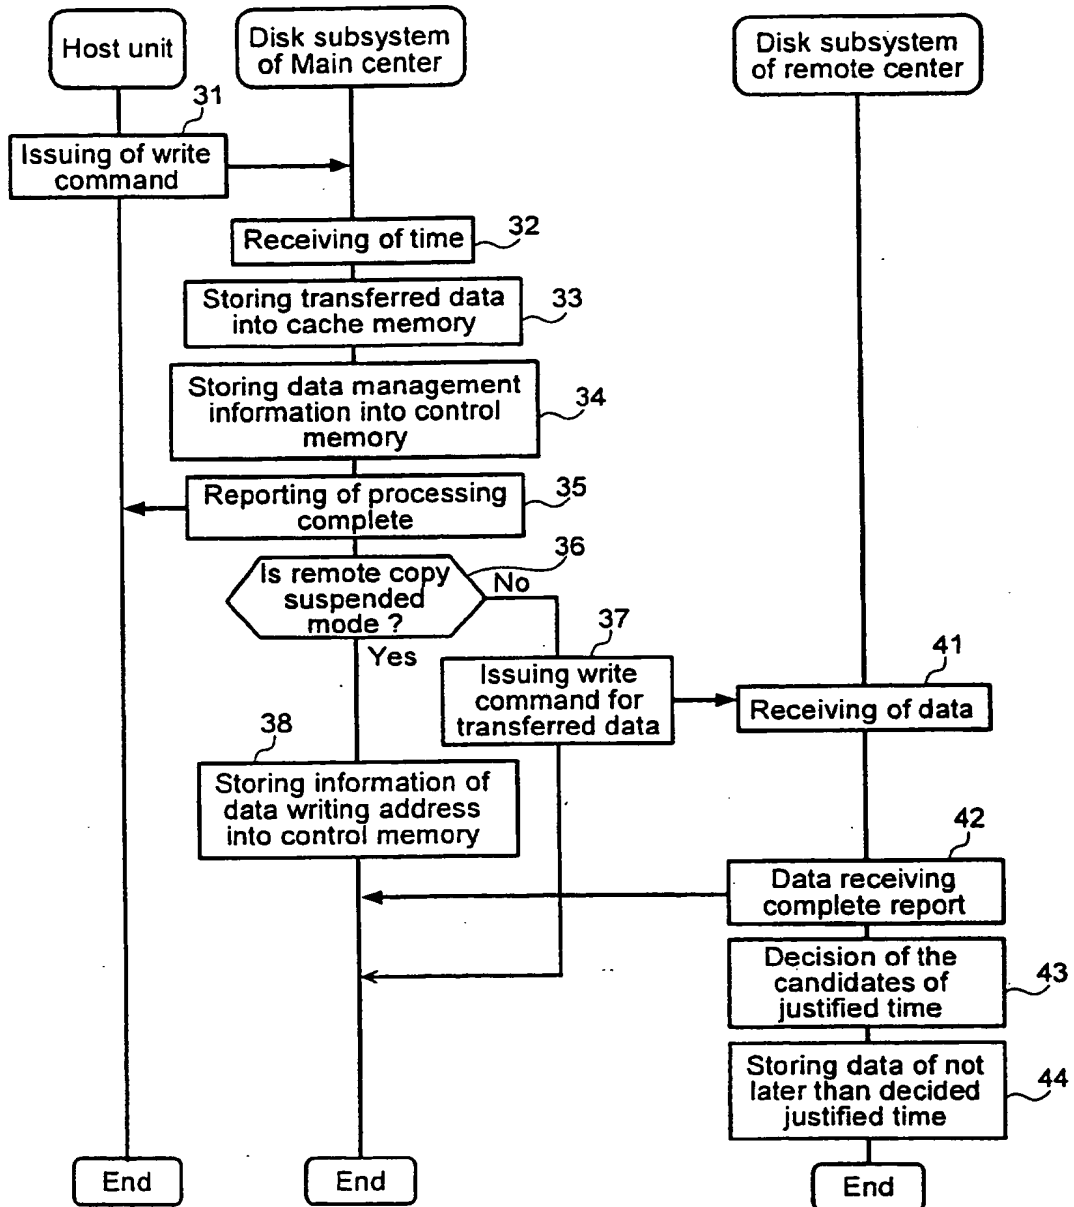 Host unit
Disk subsystem
of Main center
Disk subsystem
of remote center
31
Issuing of write
command
32
Receiving of time
33
Storing transferred data
into cache memory
34
Storing data management
information into control
memory
35
Reporting of processing
complete
36
Is remote copy
suspended
mode ?
No
Yes
37
Issuing write
command for
transferred data
41
Receiving of data
38
Storing information of
data writing address
into control memory
42
Data receiving
complete report
43
Decision of the
candidates of
justified time
44
Storing data of not
later than decided
justified time
End
End
End